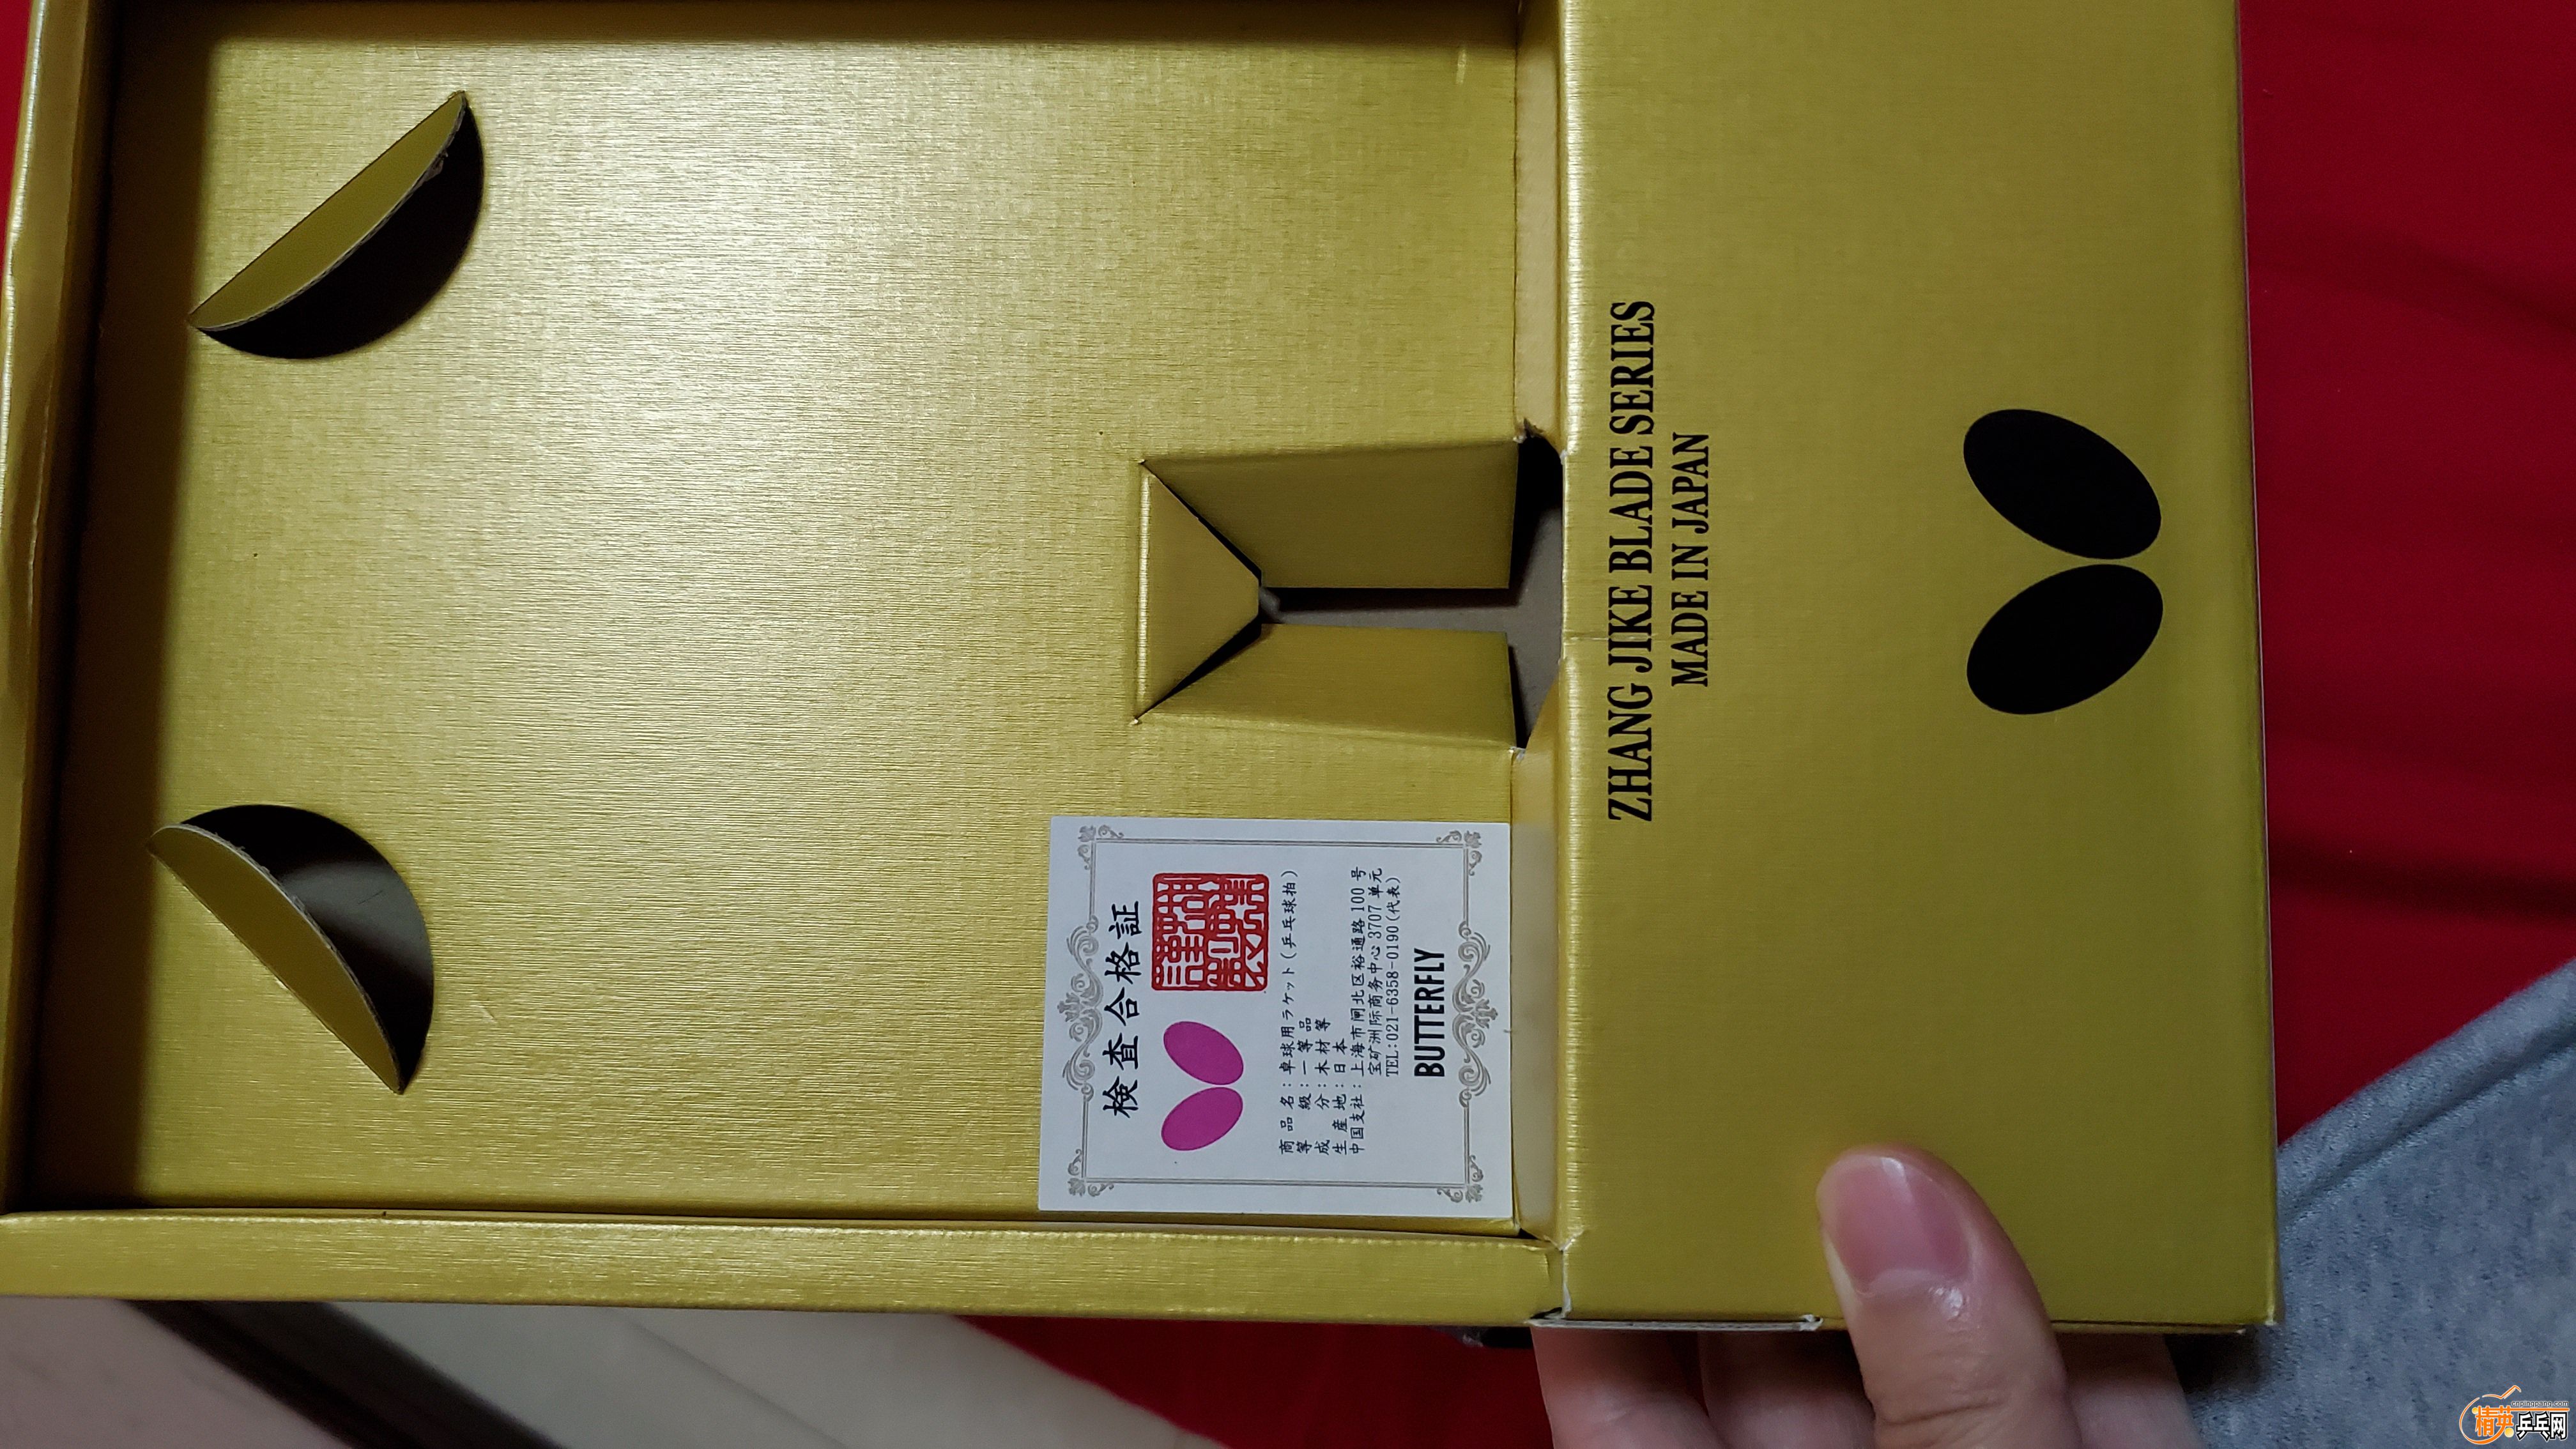 ZHANG JIKE BLADE SERIES
MADE IN JAPAN
検査合格証
商品名：卓球用ラケット（乒乓球拍）
等級：一等品
成分：木材等
生産地：日本
中国支社：上海市闸北区裕通路100号
宝矿洲际商务中心3707单元
TEL:021-6358-0190(代表)
BUTTERFLY
cnpingpang.com
精英乒乓网